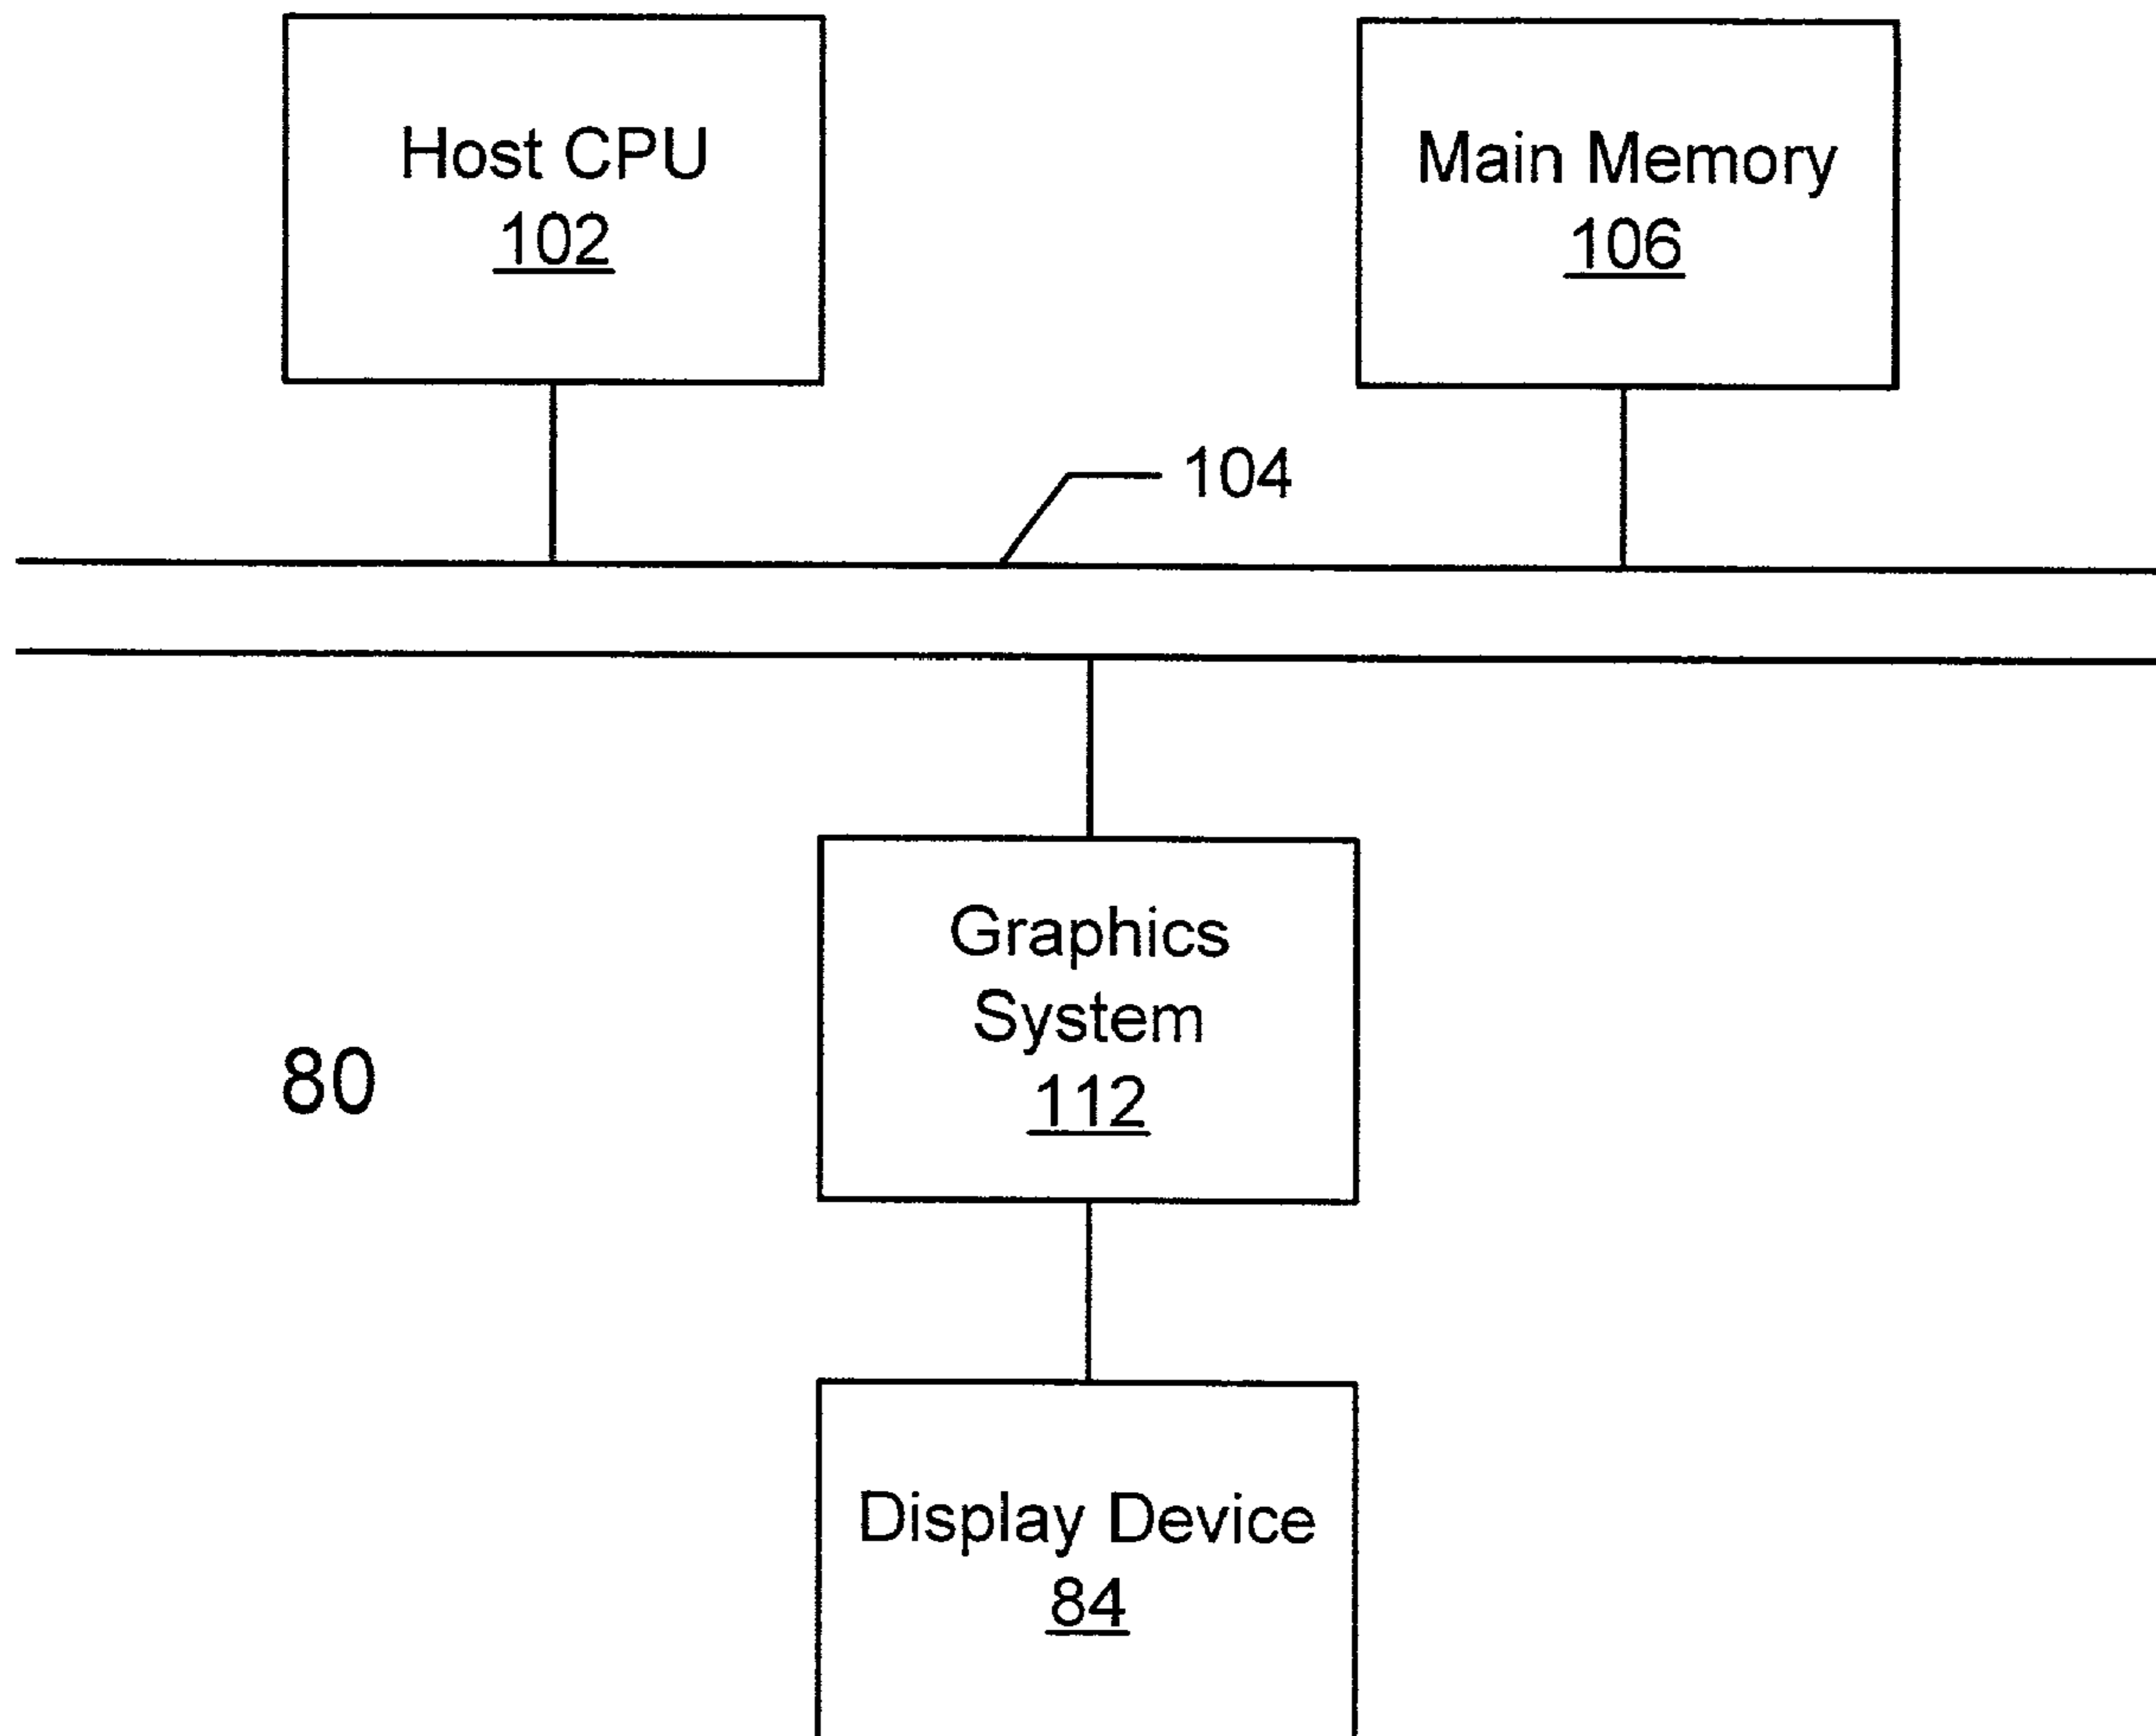 Host CPU
102
Main Memory
106
104
Graphics
System
112
80
Display Device
84